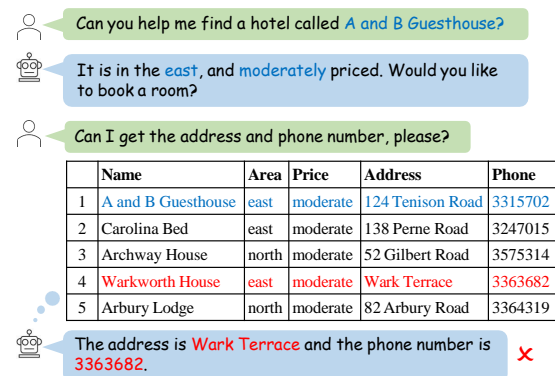 Can you help me find a hotel called A and B Guesthouse?
It is in the east, and moderately priced. Would you like
to book a room?
Can I get the address and phone number, please?
Name Area Price Address Phone
1 A and B Guesthouse east moderate 124 Tenison Road 3315702
2 Carolina Bed east moderate 138 Perne Road 3247015
3 Archway House north moderate 52 Gilbert Road 3575314
4 Warkworth House east moderate Wark Terrace 3363682
5 Arbury Lodge north moderate 82 Arbury Road 3364319
The address is Wark Terrace and the phone number is
3363682.